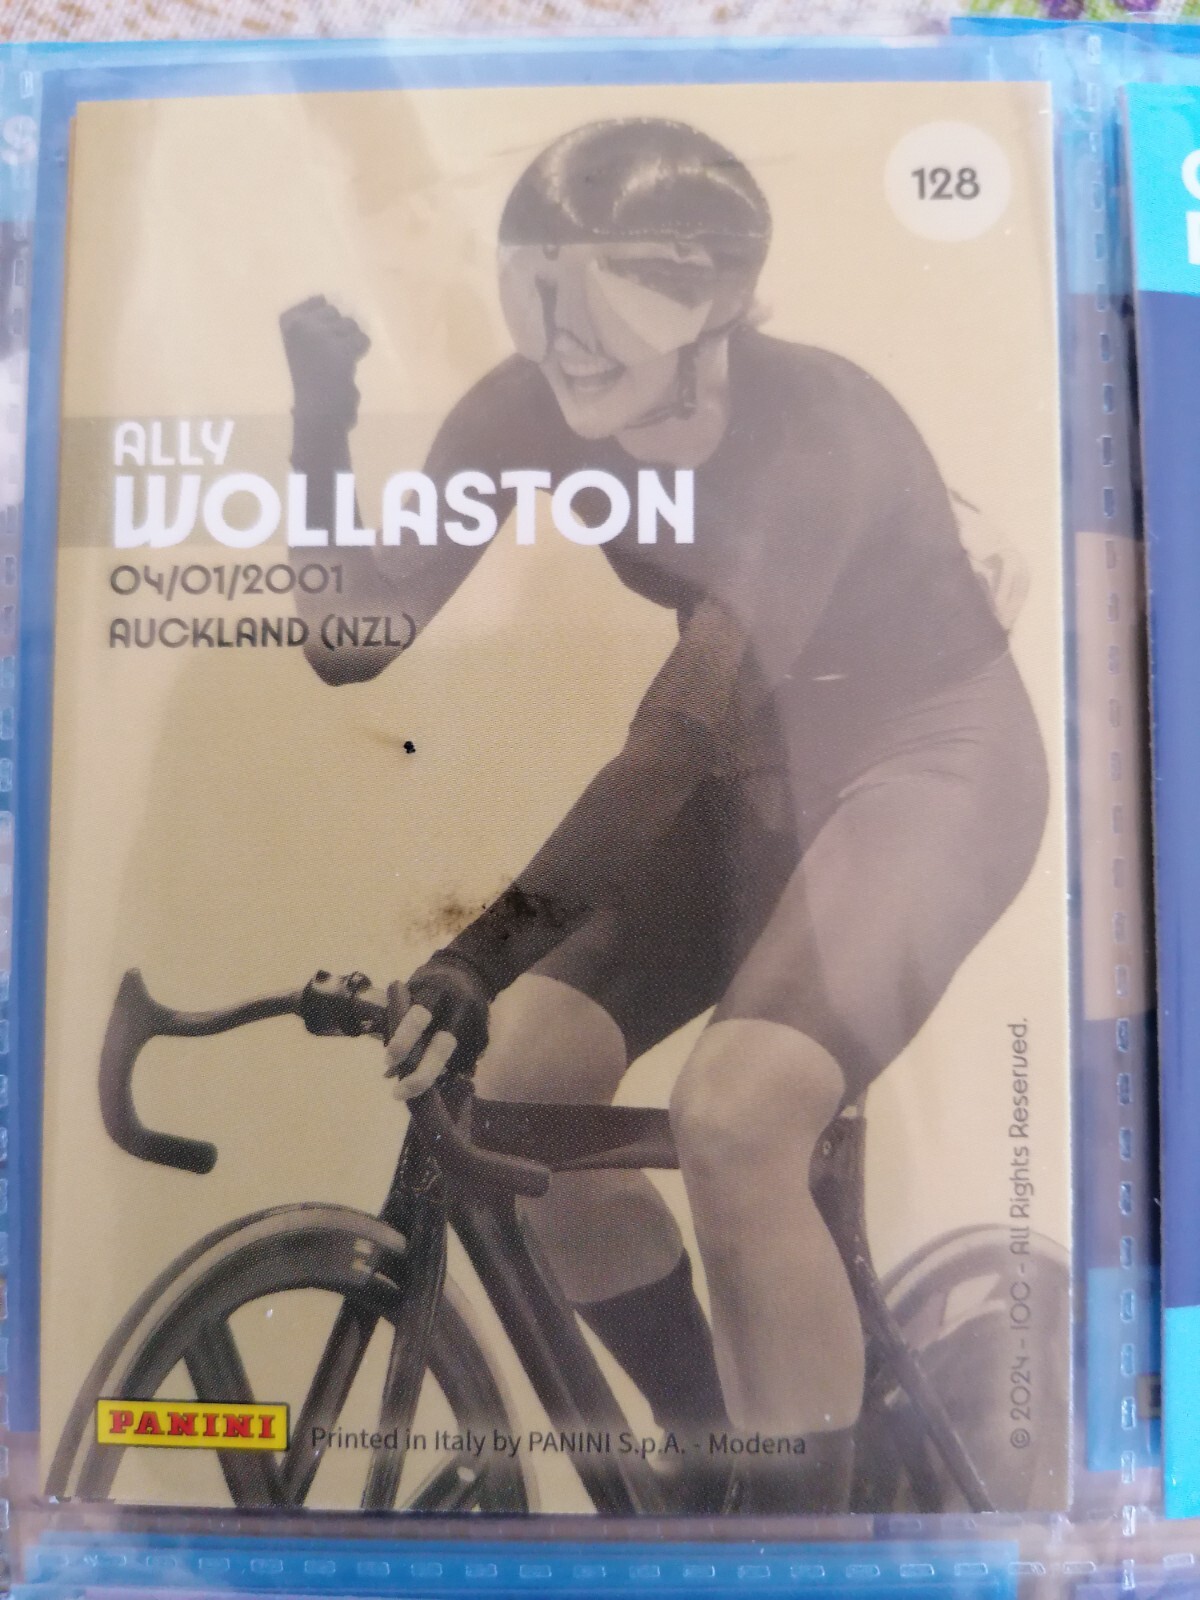 128
ALLY
WOLLASTON
04/01/2001
AUCKLAND (NZL)
© 2024 - IOC - All Rights Reserved.
PANINI
Printed in Italy by PANINI S.p.A. - Modena